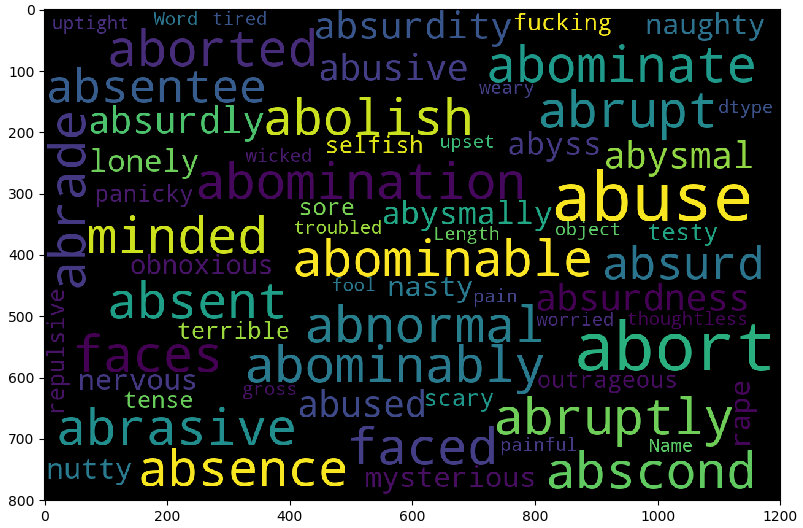 0
100
200
300
400
500
600
700
800
0
200
400
600
800
1000
1200
uptight
Word
tired
absurdity
fucking
naughty
aborted
abusive
abominate
absentee
weary
abrupt
dtype
absurdly
abolish
selfish
upset
abyss
abysmal
lonely
wicked
abrade
panicky
abomination
abuse
sore
abysmally
minded
troubled
Length
object
testy
obnoxious
abominable
absurd
absent
fool
nasty
pain
absurdness
repulsive
terrible
abnormal
worried
thoughtless
faces
abominably
abort
nervous
gross
outrageous
tense
abused
scary
abruptly
rape
abrasive
faced
painful
Name
nutty
absence
mysterious
abscond